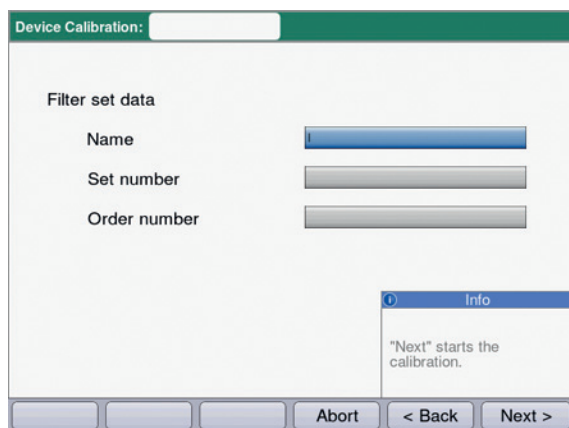 Device Calibration:
Filter set data
Name
Set number
Order number
Info
"Next" starts the
calibration.
Abort
< Back
Next >